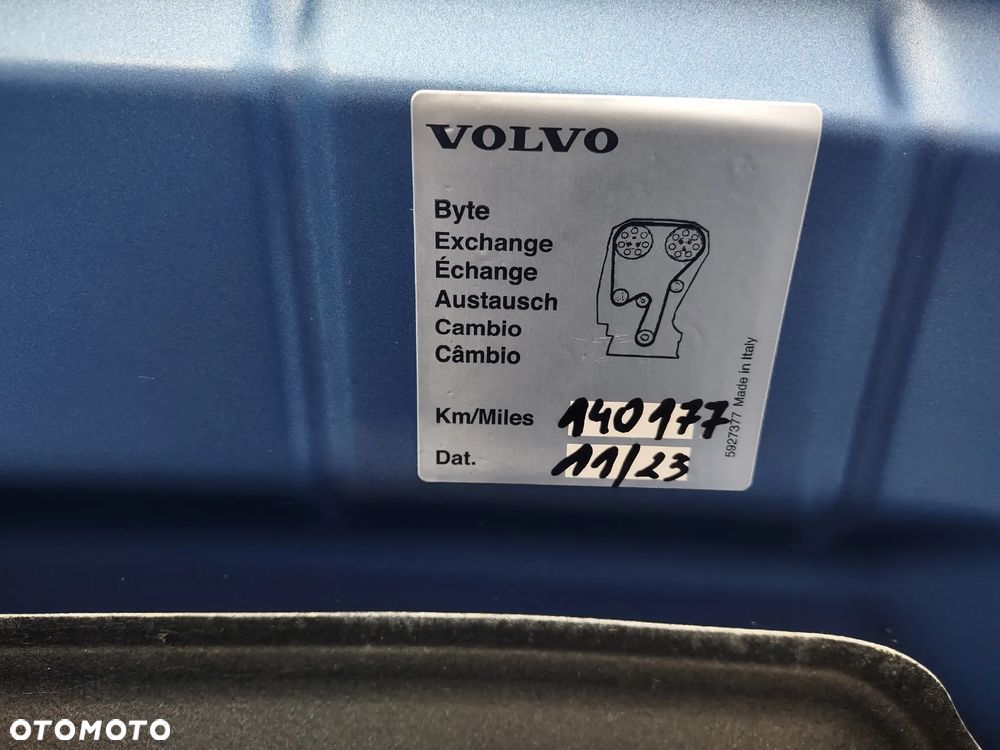 VOLVO
Byte
Exchange
Échange
Austausch
Cambio
Câmbio
Km/Miles 140177
Dat. 11/23
5927377 Made in Italy
OTOMOTO